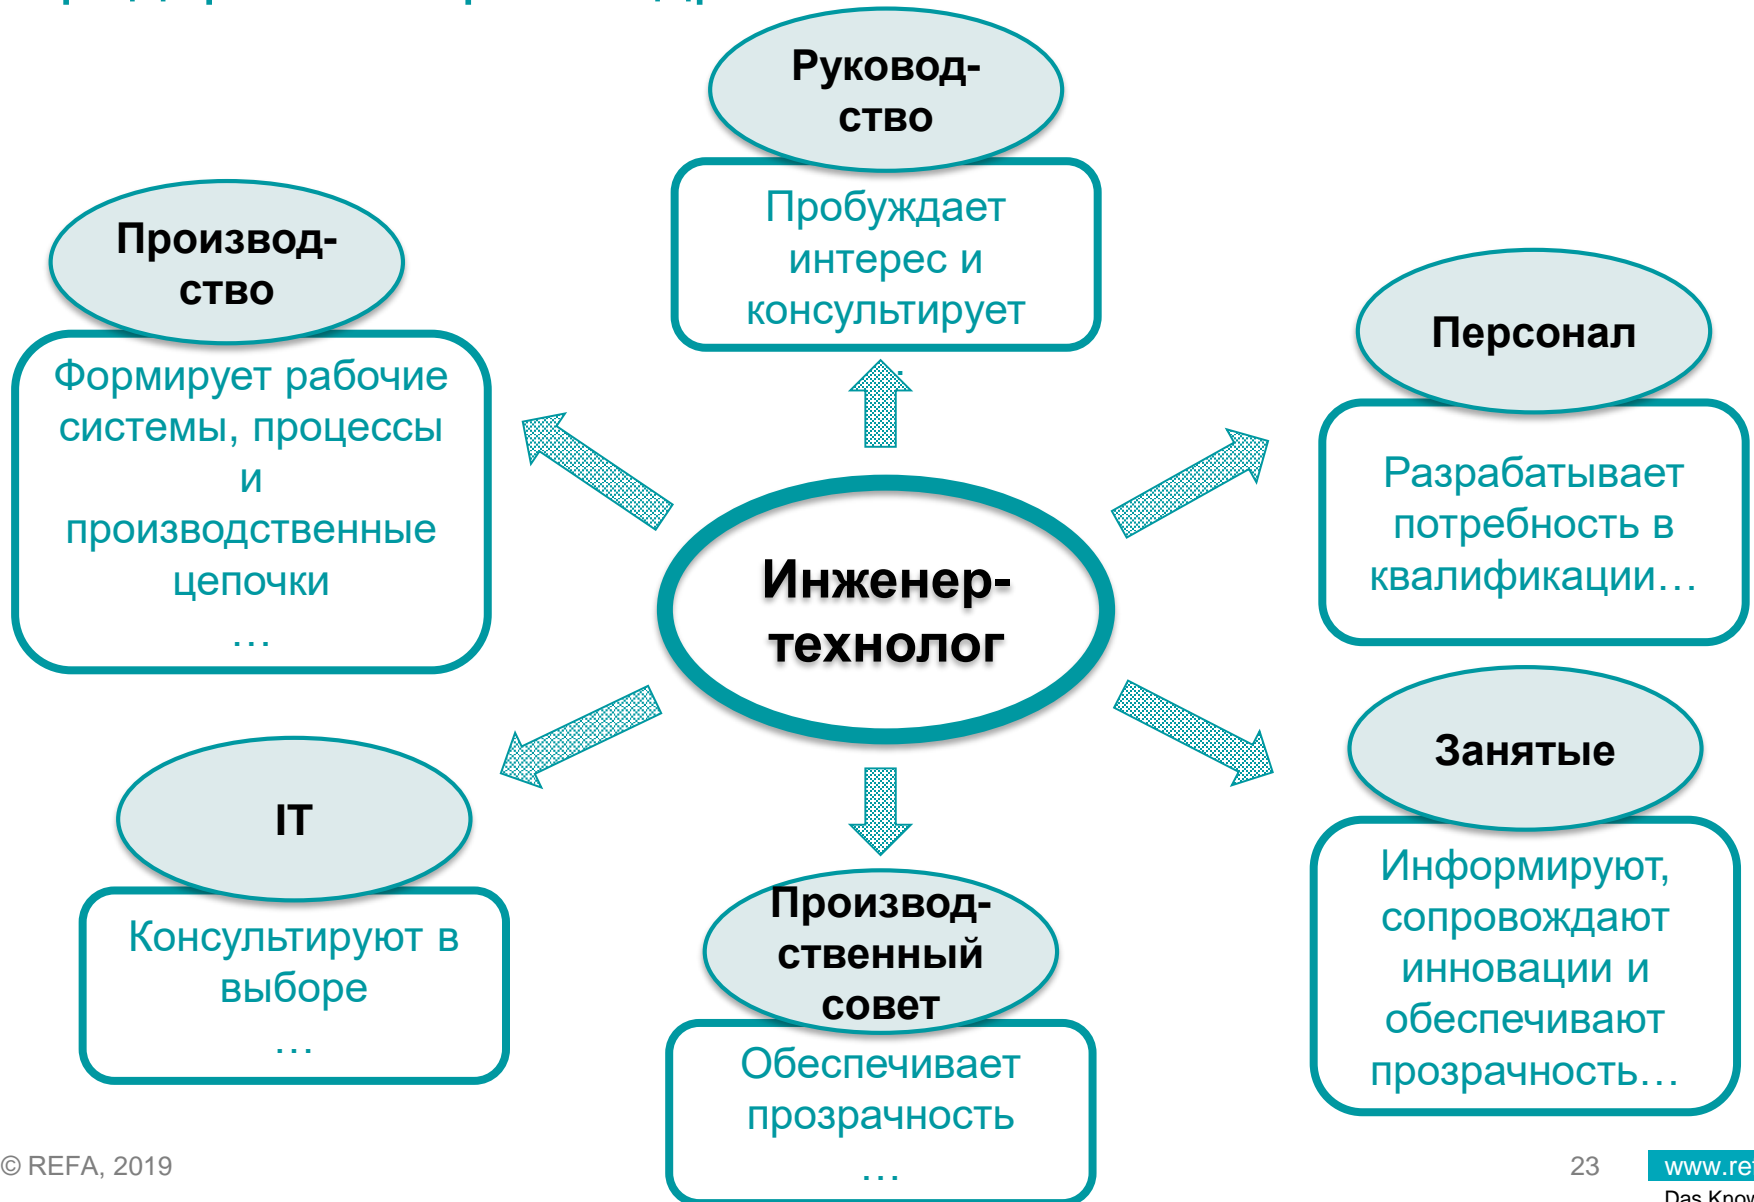 Руковод-
ство
Пробуждает
интерес и
консультирует
Производ-
ство
Формирует рабочие
системы, процессы
и
производственные
цепочки
…
Персонал
Разрабатывает
потребность в
квалификации…
Инженер-
технолог
IT
Консультируют в
выборе
…
Производ-
ственный
совет
Обеспечивает
прозрачность
…
Занятые
Информируют,
сопровождают
инновации и
обеспечивают
прозрачность…
© REFA, 2019
23
Das